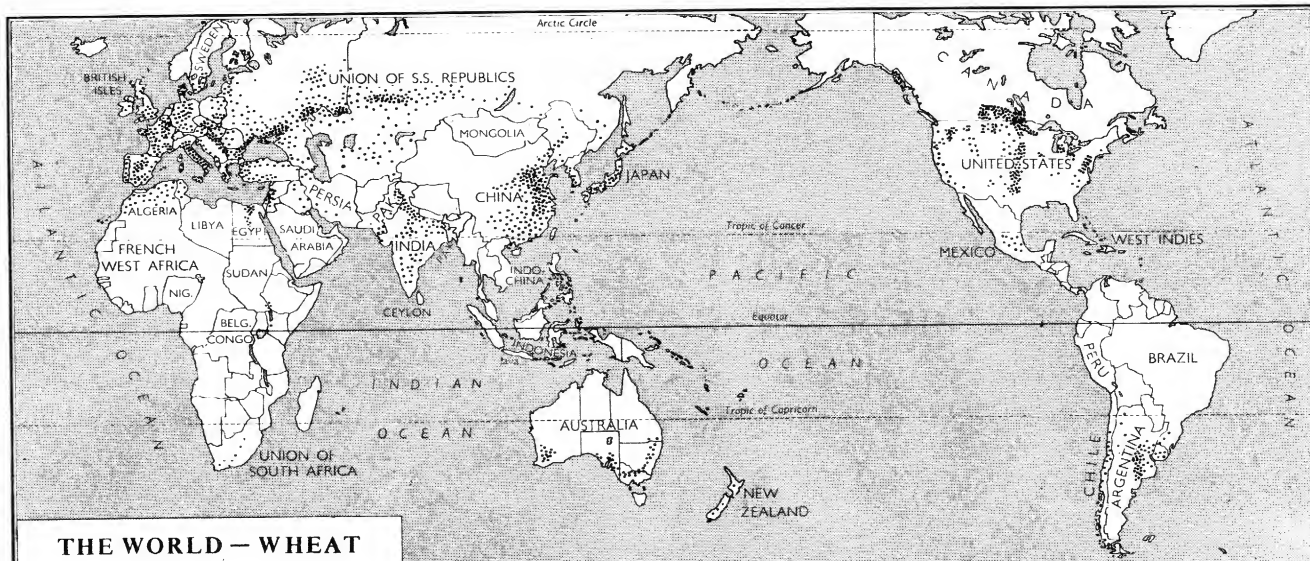 Arctic Circle
SWEDEN
BRITISH
ISLES
UNION OF S.S. REPUBLICS
CANADA
MONGOLIA
ATLANTIC
OCEAN
ATLANTIC
OCEAN
UNITED STATES
JAPAN
CHINA
PERSIA
PAK.
ALGERIA
LIBYA
EGYPT
SAUDI
ARABIA
INDIA
Tropic of Cancer
WEST INDIES
MEXICO
FRENCH
WEST AFRICA
SUDAN
INDO-
CHINA
PACIFIC
OCEAN
NIG.
CEYLON
BELG.
CONGO
Equator
INDONESIA
PERU
BRAZIL
INDIAN
OCEAN
Tropic of Capricorn
AUSTRALIA
UNION OF
SOUTH AFRICA
CHILE
ARGENTINA
NEW
ZEALAND
THE WORLD – WHEAT